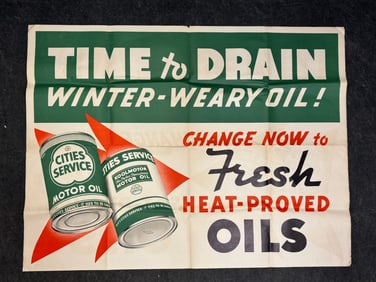 TIME to DRAIN
WINTER-WEARY OIL!
CHANGE NOW to
Fresh
HEAT-PROVED
OILS
CITIES
SERVICE
MOTOR OIL
CITIES SERVICE
KOOLMOTOR
MOTOR OIL